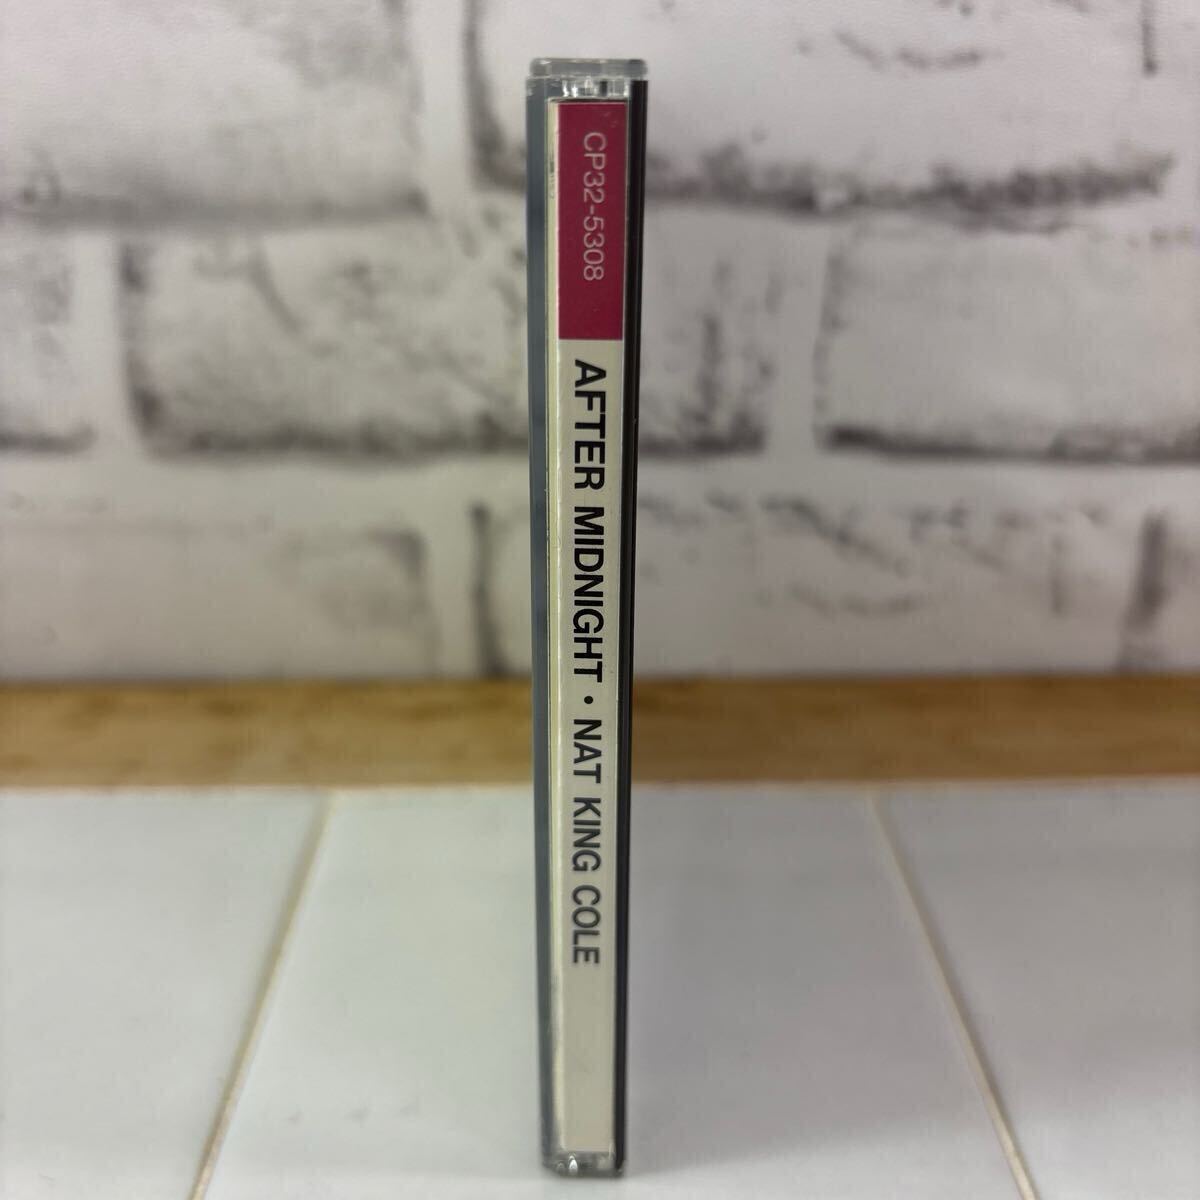 CP32-5308
AFTER MIDNIGHT・NAT KING COLE